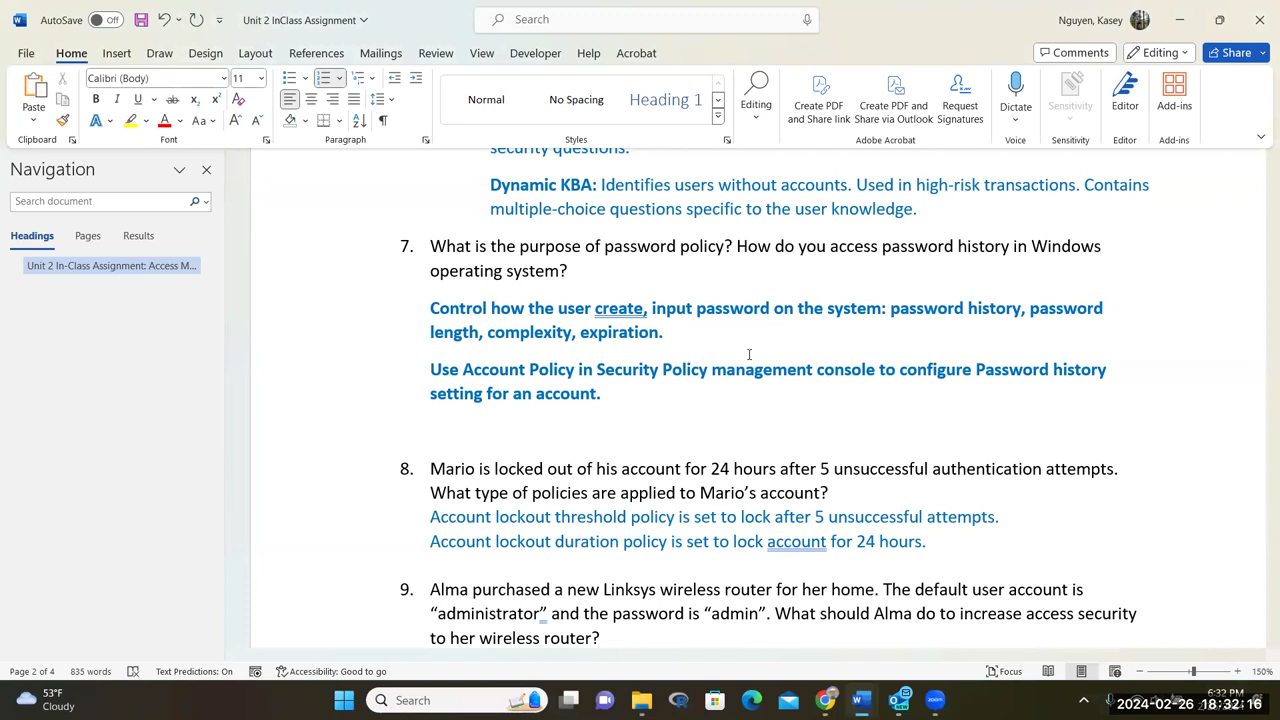 AutoSave Off Unit 2 InClass Assignment Search Nguyen, Kasey
File Home Insert Draw Design Layout References Mailings Review View Developer Help Acrobat Comments Editing Share
Paste Calibri (Body) 11 Normal No Spacing Heading 1 Editing Create PDF and Share link Create PDF and Share via Outlook Request Signatures Dictate Sensitivity Editor Add-ins
Clipboard Font Paragraph Styles Adobe Acrobat Voice Sensitivity Editor Add-ins
Navigation
Search document
Headings Pages Results
Unit 2 In-Class Assignment: Access M...
security questions.
Dynamic KBA: Identifies users without accounts. Used in high-risk transactions. Contains
multiple-choice questions specific to the user knowledge.
7. What is the purpose of password policy? How do you access password history in Windows
operating system?
Control how the user create, input password on the system: password history, password
length, complexity, expiration.
Use Account Policy in Security Policy management console to configure Password history
setting for an account.
8. Mario is locked out of his account for 24 hours after 5 unsuccessful authentication attempts.
What type of policies are applied to Mario’s account?
Account lockout threshold policy is set to lock after 5 unsuccessful attempts.
Account lockout duration policy is set to lock account for 24 hours.
9. Alma purchased a new Linksys wireless router for her home. The default user account is
“administrator” and the password is “admin”. What should Alma do to increase access security
to her wireless router?
Page 2 of 4 835 words Text Predictions: On Accessibility: Good to go Focus 150%
53°F
Cloudy
Search
6:32 PM
2024-02-26 18:32:16